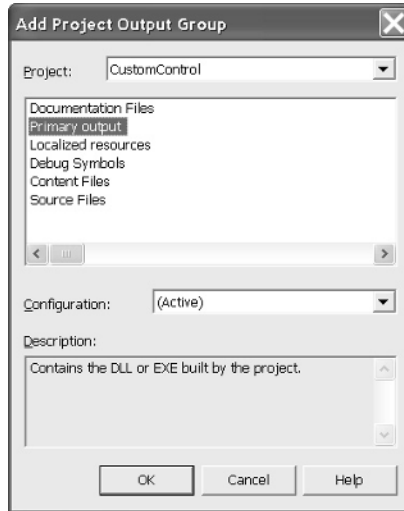 Add Project Output Group
Project: CustomControl
Documentation Files
Primary output
Localized resources
Debug Symbols
Content Files
Source Files
Configuration: (Active)
Description:
Contains the DLL or EXE built by the project.
OK Cancel Help